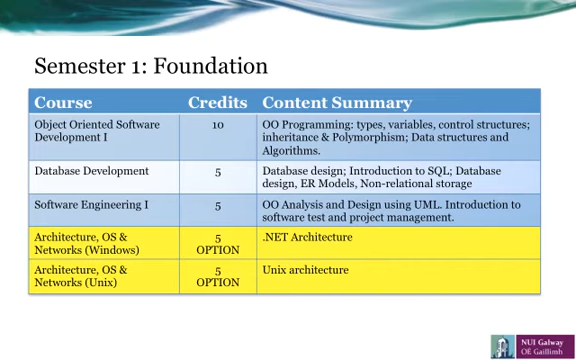 Semester 1: Foundation
Course Credits Content Summary
Object Oriented Software 10 OO Programming: types, variables, control structures;
Development I inheritance & Polymorphism; Data structures and
Algorithms.
Database Development 5 Database design; Introduction to SQL; Database
design, ER Models, Non-relational storage
Software Engineering I 5 OO Analysis and Design using UML. Introduction to
software test and project management.
Architecture, OS & 5 .NET Architecture
Networks (Windows) OPTION
Architecture, OS & 5 Unix architecture
Networks (Unix) OPTION
NUI Galway
OÉ Gaillimh